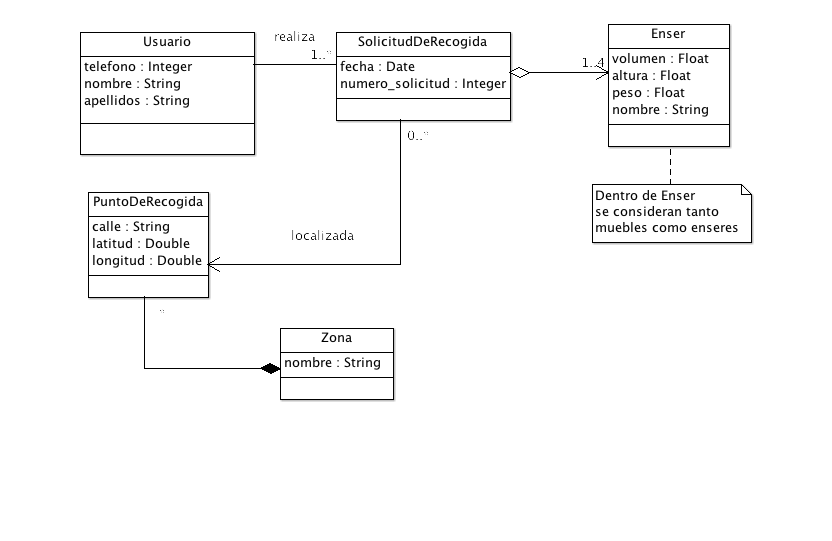 Usuario
telefono : Integer
nombre : String
apellidos : String
realiza
1..*
SolicitudDeRecogida
fecha : Date
numero_solicitud : Integer
1..4
Enser
volumen : Float
altura : Float
peso : Float
nombre : String
0..*
Dentro de Enser
se consideran tanto
muebles como enseres
PuntoDeRecogida
calle : String
latitud : Double
longitud : Double
localizada
*
Zona
nombre : String